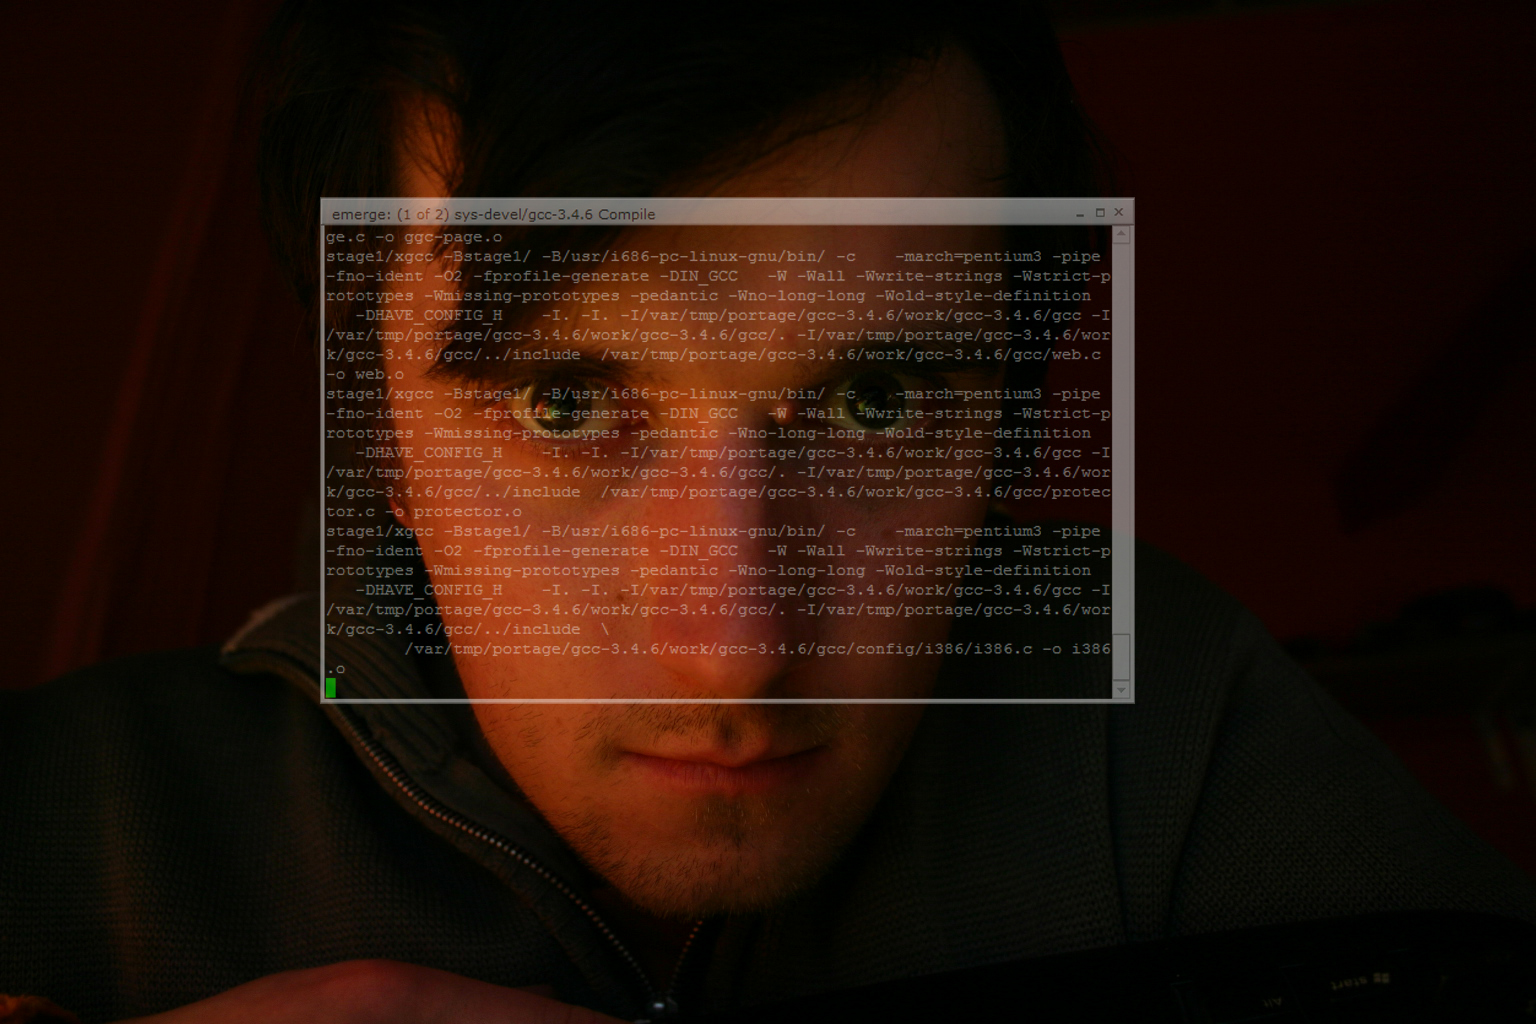 emerge: (1 of 2) sys-devel/gcc-3.4.6 Compile
ge.c -o ggc-page.o
stage1/xgcc -Bstage1/ -B/usr/i686-pc-linux-gnu/bin/ -c    -march=pentium3 -pipe
-fno-ident -O2 -fprofile-generate -DIN_GCC   -W -Wall -Wwrite-strings -Wstrict-p
rototypes -Wmissing-prototypes -pedantic -Wno-long-long -Wold-style-definition
   -DHAVE_CONFIG_H    -I. -I. -I/var/tmp/portage/gcc-3.4.6/work/gcc-3.4.6/gcc -I
/var/tmp/portage/gcc-3.4.6/work/gcc-3.4.6/gcc/. -I/var/tmp/portage/gcc-3.4.6/wor
k/gcc-3.4.6/gcc/../include  /var/tmp/portage/gcc-3.4.6/work/gcc-3.4.6/gcc/web.c
-o web.o
stage1/xgcc -Bstage1/ -B/usr/i686-pc-linux-gnu/bin/ -c    -march=pentium3 -pipe
-fno-ident -O2 -fprofile-generate -DIN_GCC   -W -Wall -Wwrite-strings -Wstrict-p
rototypes -Wmissing-prototypes -pedantic -Wno-long-long -Wold-style-definition
   -DHAVE_CONFIG_H    -I. -I. -I/var/tmp/portage/gcc-3.4.6/work/gcc-3.4.6/gcc -I
/var/tmp/portage/gcc-3.4.6/work/gcc-3.4.6/gcc/. -I/var/tmp/portage/gcc-3.4.6/wor
k/gcc-3.4.6/gcc/../include  /var/tmp/portage/gcc-3.4.6/work/gcc-3.4.6/gcc/protec
tor.c -o protector.o
stage1/xgcc -Bstage1/ -B/usr/i686-pc-linux-gnu/bin/ -c    -march=pentium3 -pipe
-fno-ident -O2 -fprofile-generate -DIN_GCC   -W -Wall -Wwrite-strings -Wstrict-p
rototypes -Wmissing-prototypes -pedantic -Wno-long-long -Wold-style-definition
   -DHAVE_CONFIG_H    -I. -I. -I/var/tmp/portage/gcc-3.4.6/work/gcc-3.4.6/gcc -I
/var/tmp/portage/gcc-3.4.6/work/gcc-3.4.6/gcc/. -I/var/tmp/portage/gcc-3.4.6/wor
k/gcc-3.4.6/gcc/../include  \
        /var/tmp/portage/gcc-3.4.6/work/gcc-3.4.6/gcc/config/i386/i386.c -o i386
.o
start
Alt